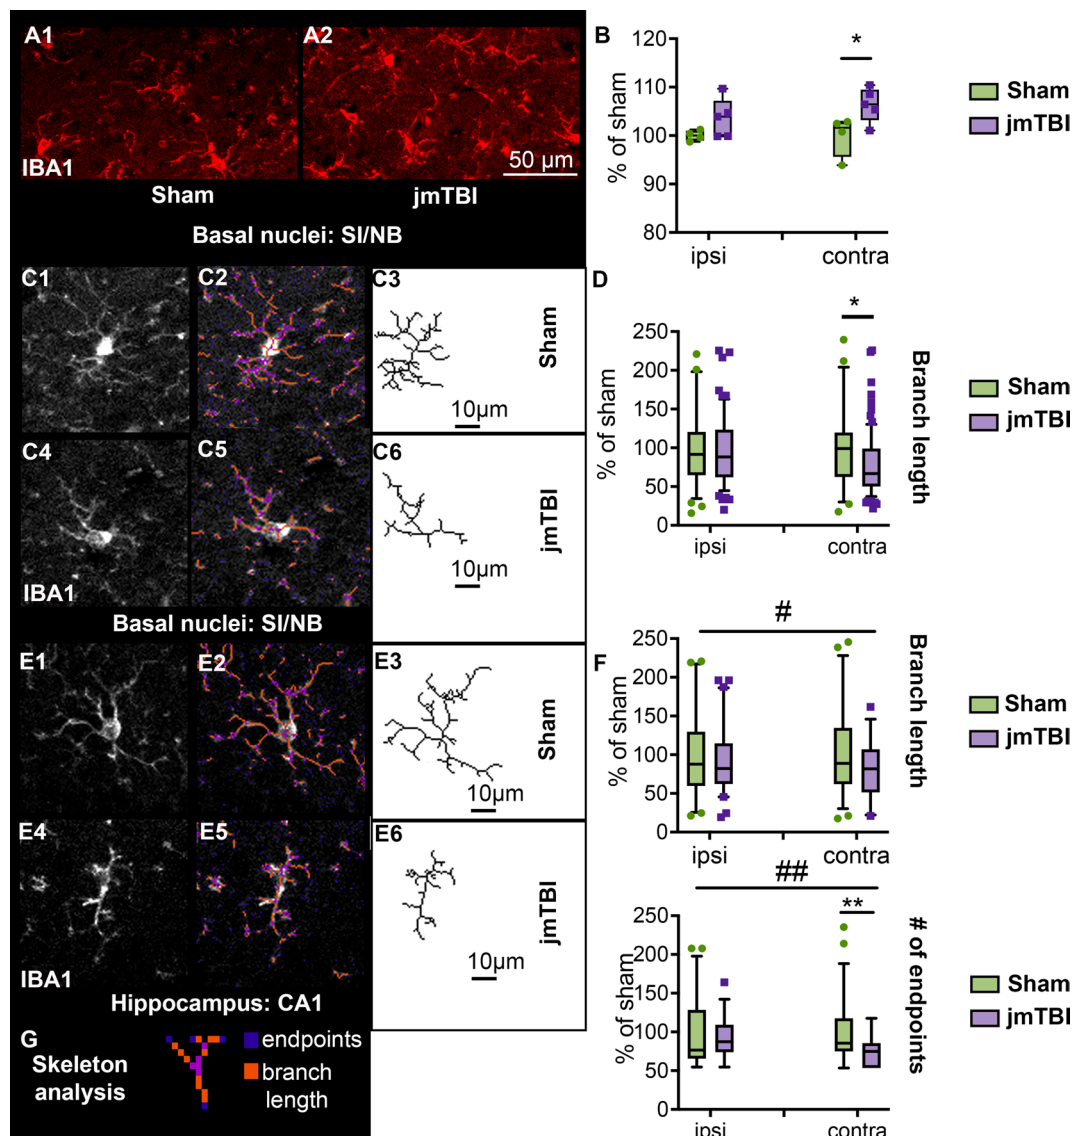 A1
A2
IBA1
50 µm
Sham
jmTBI
Basal nuclei: SI/NB
B
% of sham
120
110
100
90
80
*
ipsi
contra
Sham
jmTBI
C1
C2
C3
Sham
10µm
C4
C5
C6
jmTBI
10µm
IBA1
Basal nuclei: SI/NB
D
% of sham
250
200
150
100
50
0
*
ipsi
contra
Branch length
Sham
jmTBI
E1
E2
E3
Sham
10µm
E4
E5
E6
jmTBI
10µm
IBA1
Hippocampus: CA1
F
% of sham
250
200
150
100
50
0
#
ipsi
contra
Branch length
Sham
jmTBI
% of sham
250
200
150
100
50
0
##
**
ipsi
contra
# of endpoints
Sham
jmTBI
G
Skeleton
analysis
endpoints
branch
length